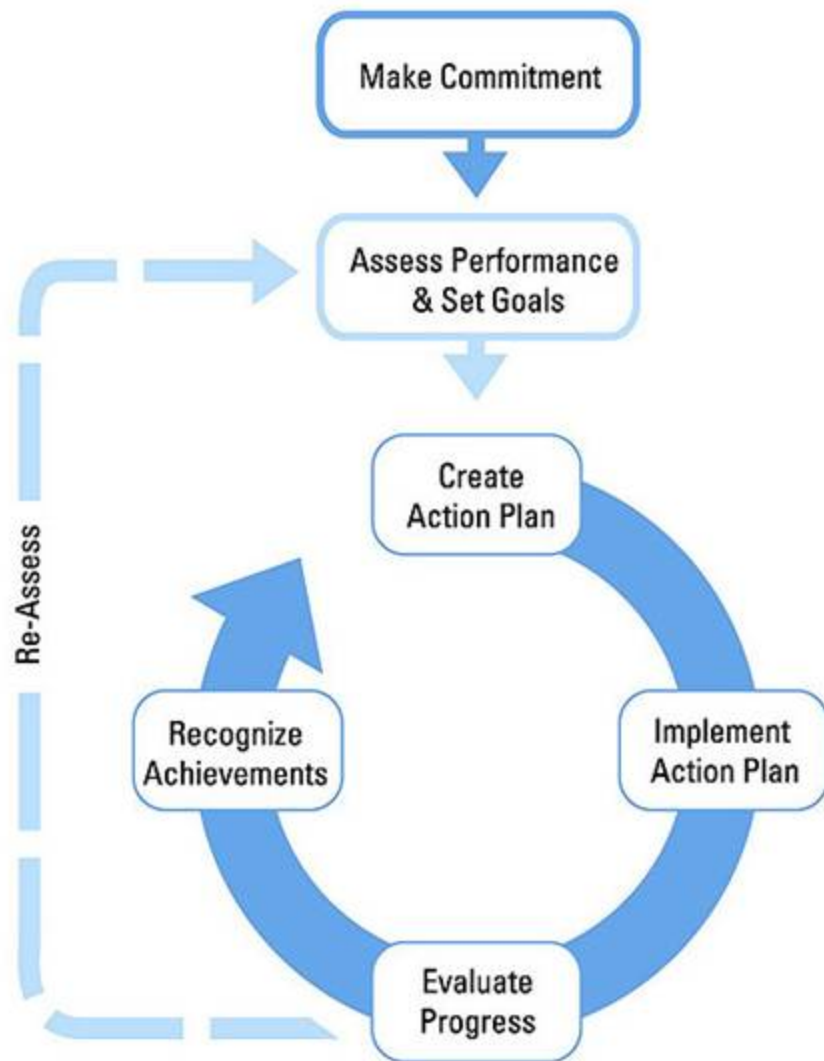 Make Commitment
Assess Performance
& Set Goals
Create
Action Plan
Re-Assess
Recognize
Achievements
Implement
Action Plan
Evaluate
Progress